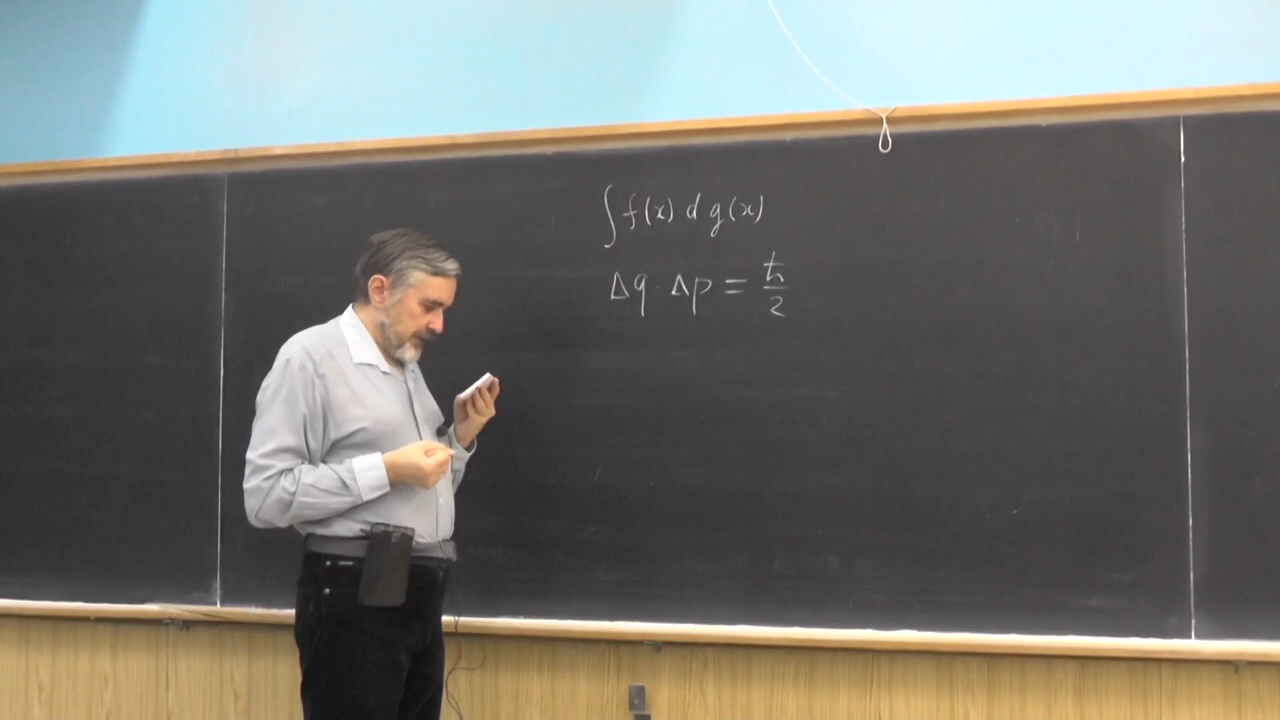 ∫ f(x) d g(x)
Δq · Δp = ℏ/2